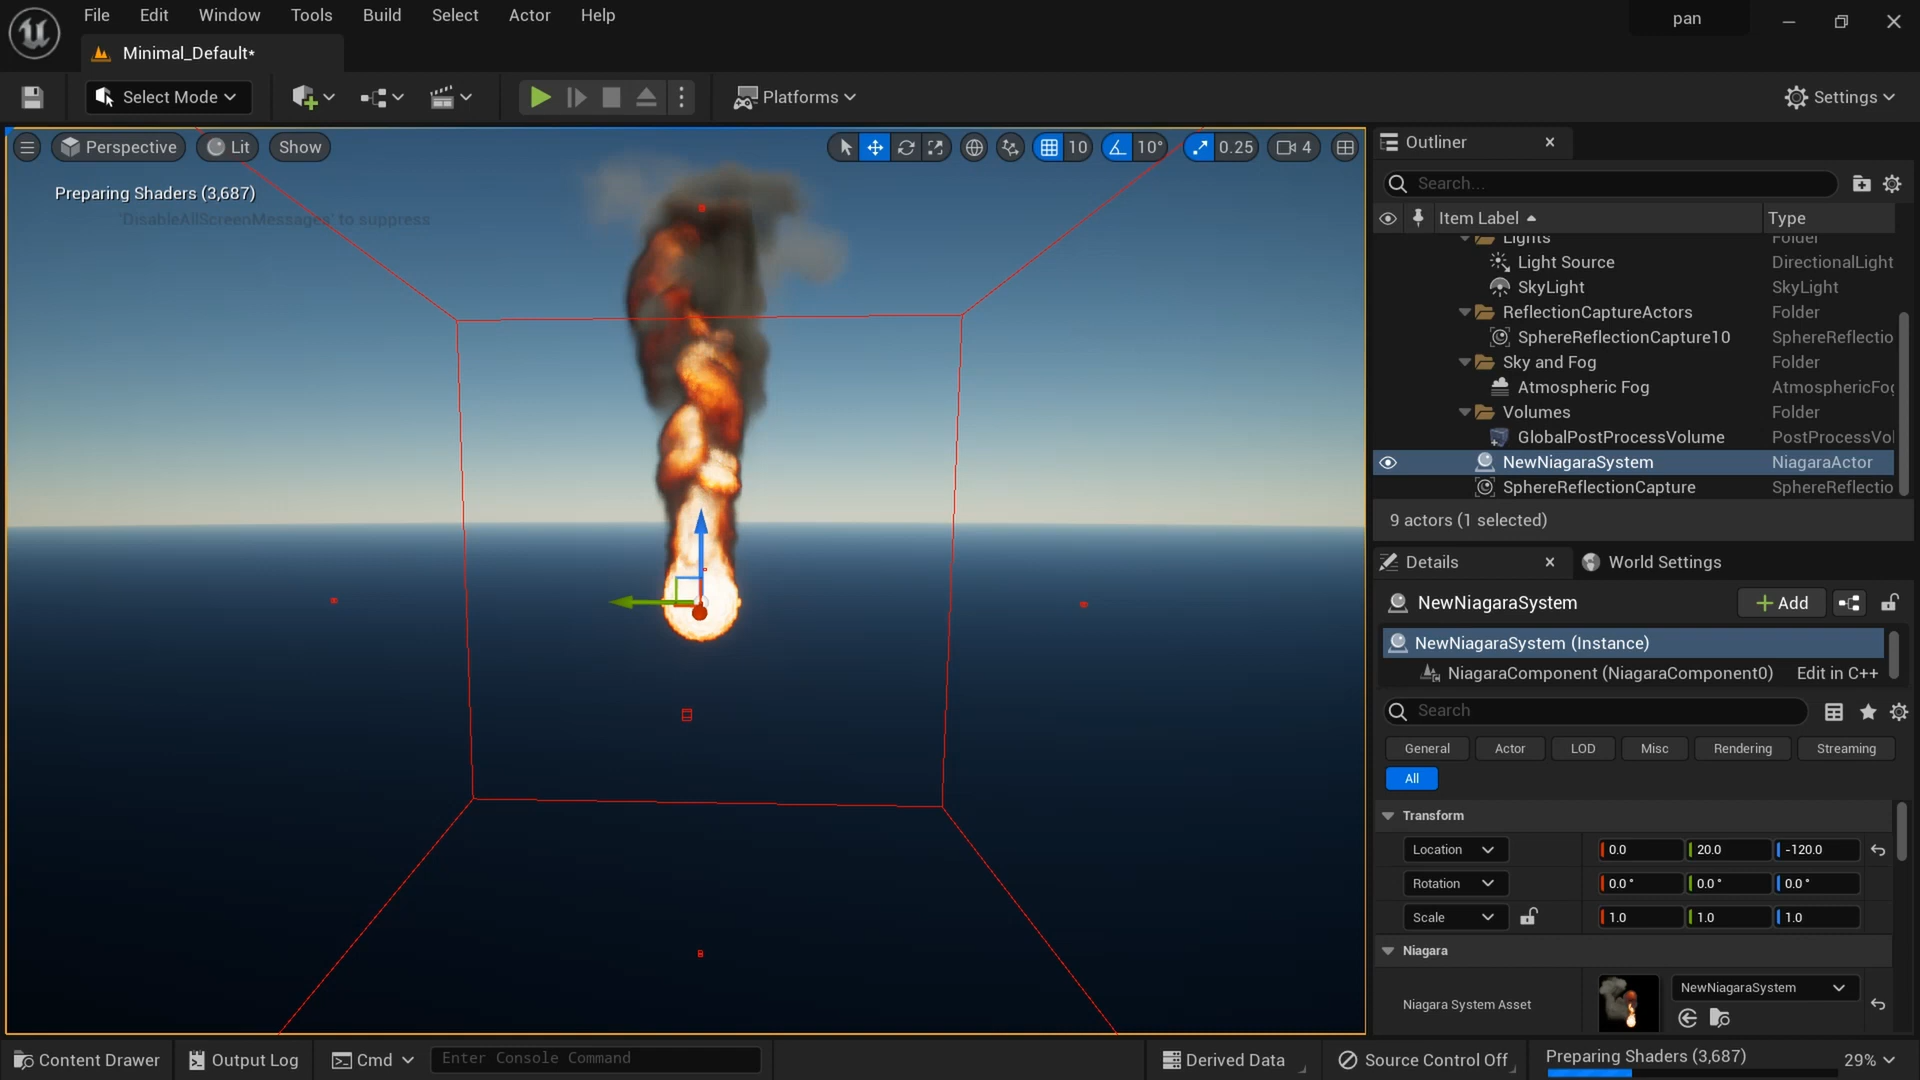 File Edit Window Tools Build Select Actor Help
pan
Minimal_Default*
Select Mode
Platforms
Settings
Perspective Lit Show
10 10° 0.25 4
Preparing Shaders (3,687)
'DisableAllScreenMessages' to suppress
Outliner
Search...
Item Label Type
Lights Folder
Light Source DirectionalLight
SkyLight SkyLight
ReflectionCaptureActors Folder
SphereReflectionCapture10 SphereReflectio
Sky and Fog Folder
Atmospheric Fog AtmosphericFog
Volumes Folder
GlobalPostProcessVolume PostProcessVol
NewNiagaraSystem NiagaraActor
SphereReflectionCapture SphereReflectio
9 actors (1 selected)
Details World Settings
NewNiagaraSystem Add
NewNiagaraSystem (Instance)
NiagaraComponent (NiagaraComponent0) Edit in C++
Search
General Actor LOD Misc Rendering Streaming
All
Transform
Location 0.0 20.0 -120.0
Rotation 0.0° 0.0° 0.0°
Scale 1.0 1.0 1.0
Niagara
Niagara System Asset NewNiagaraSystem
Content Drawer Output Log Cmd Enter Console Command Derived Data Source Control Off Preparing Shaders (3,687) 29%